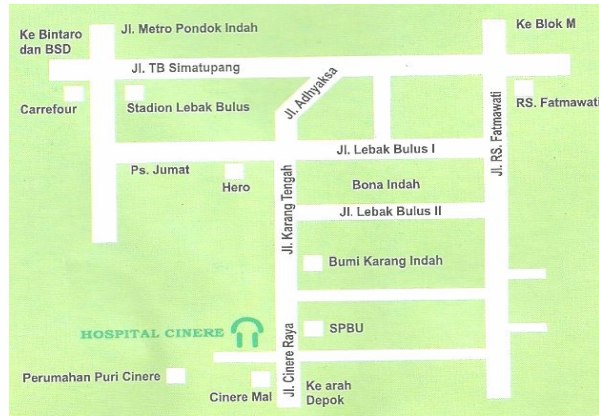 Ke Bintaro
dan BSD
Jl. Metro Pondok Indah
Ke Blok M
Jl. TB Simatupang
Carrefour
Stadion Lebak Bulus
Jl. Adhyaksa
RS. Fatmawati
Jl. RS. Fatmawati
Jl. Lebak Bulus I
Ps. Jumat
Hero
Jl. Karang Tengah
Bona Indah
Jl. Lebak Bulus II
Bumi Karang Indah
HOSPITAL CINERE
SPBU
Jl. Cinere Raya
Perumahan Puri Cinere
Cinere Mal
Ke arah
Depok